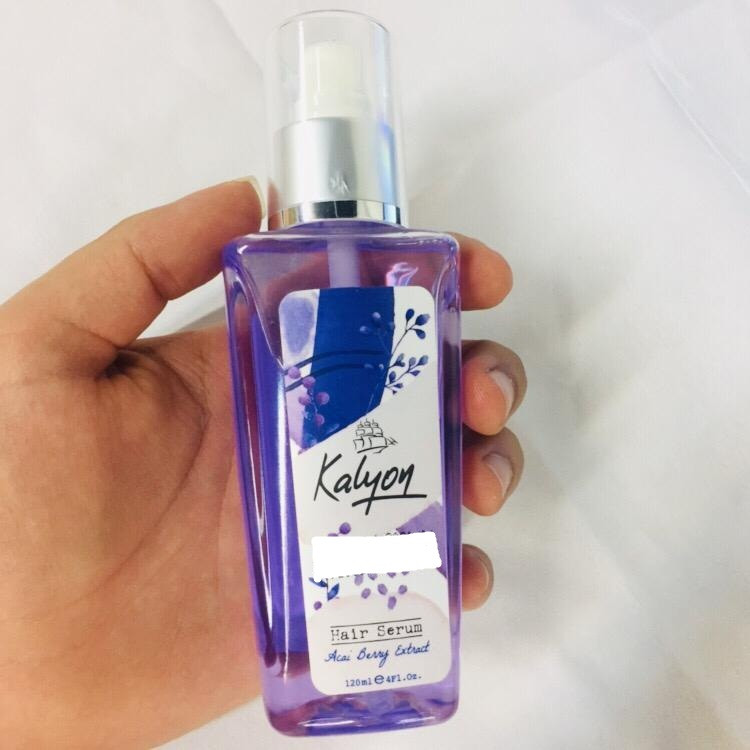 Kalyon
Hair Serum
Acai Berry Extract
120ml ℮ 4Fl.Oz.